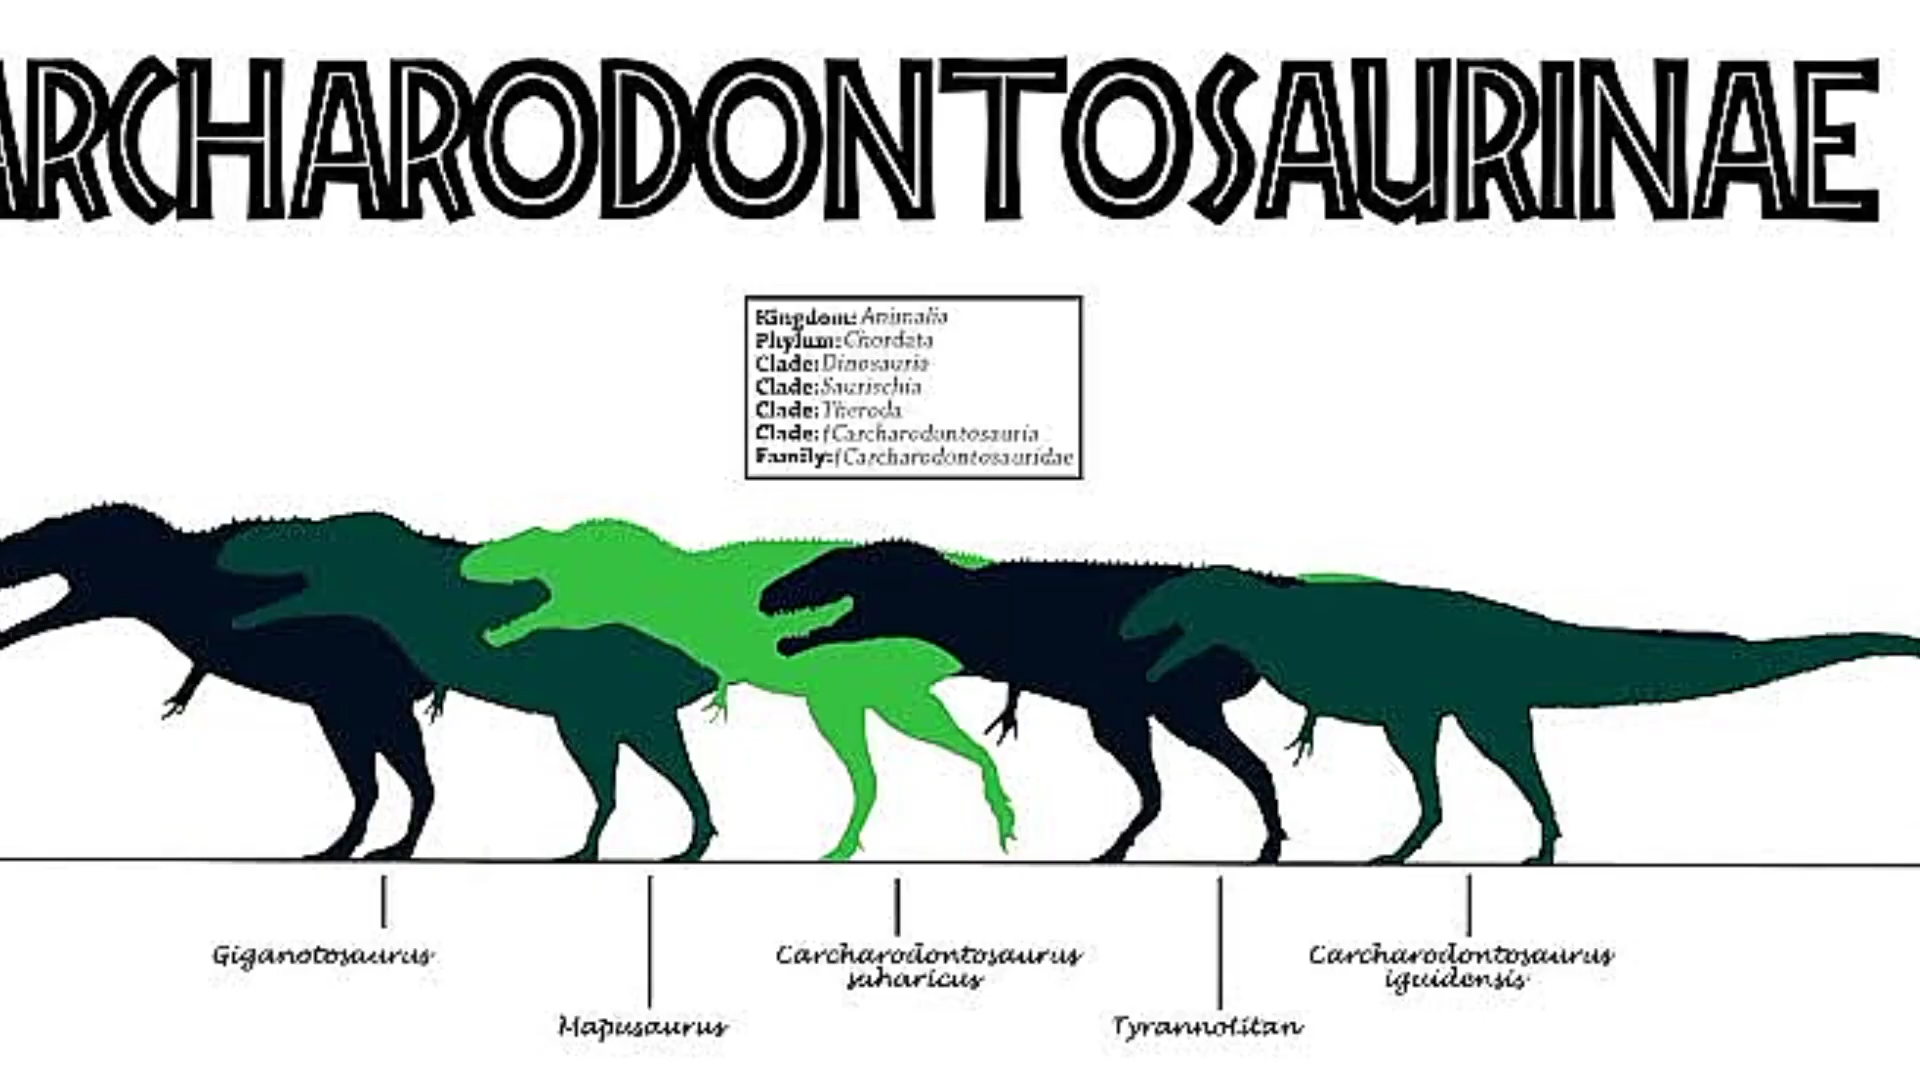 ARCHARODONTOSAURINAE
Kingdom: Animalia
Phylum: Chordata
Clade: Dinosauria
Clade: Saurischia
Clade: Theroda
Clade: †Carcharodontosauria
Family: †Carcharodontosauridae
Giganotosaurus
Carcharodontosaurus
saharicus
Carcharodontosaurus
iguidensis
Mapusaurus
Tyrannotitan